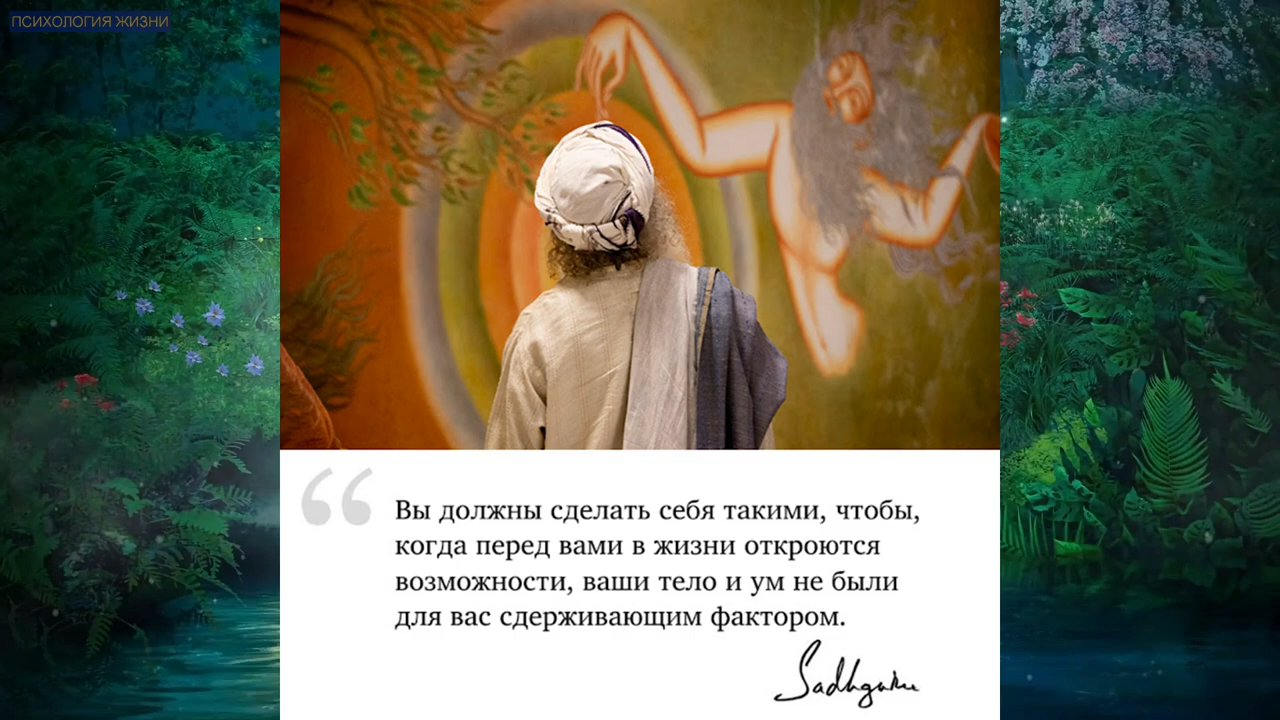 ПСИХОЛОГИЯ ЖИЗНИ
Вы должны сделать себя такими, чтобы,
когда перед вами в жизни откроются
возможности, ваши тело и ум не были
для вас сдерживающим фактором.
Sadhguru